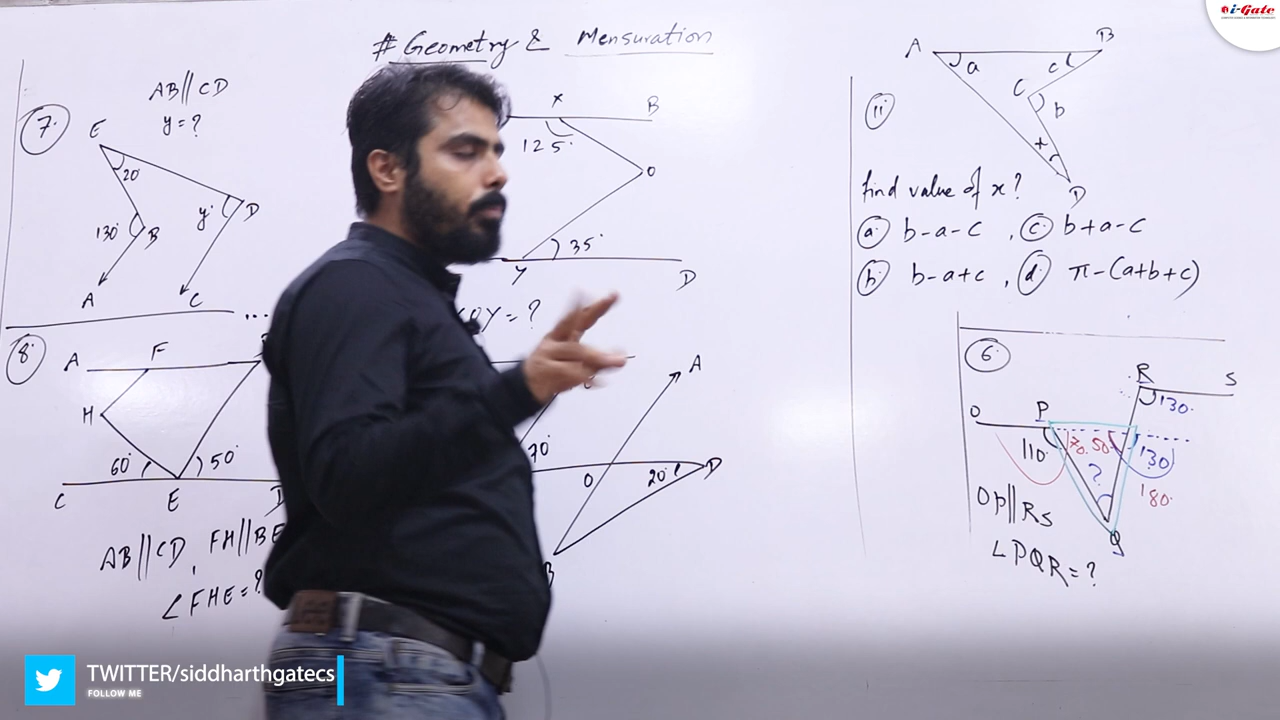 # Geometry & Mensuration
i-Gate
7.
AB||CD
y=?
E
20°
y°
D
130°
B
A
C
...
X
B
125°
O
35°
Y
D
OY=?
A
B
a
c
C
b
x
D
11.
find value of x?
a. b-a-c , c. b+a-c
b. b-a+c , d. π-(a+b+c)
8.
A
F
H
60°
50°
C
E
D
AB||CD, FH||BE
∠FHE=?
A
70°
O
20°
D
B
6.
R
S
130°
O
P
110°
70°
50°
130
?
180°
OP||RS
Q
∠PQR=?
TWITTER/siddharthgatecs
FOLLOW ME